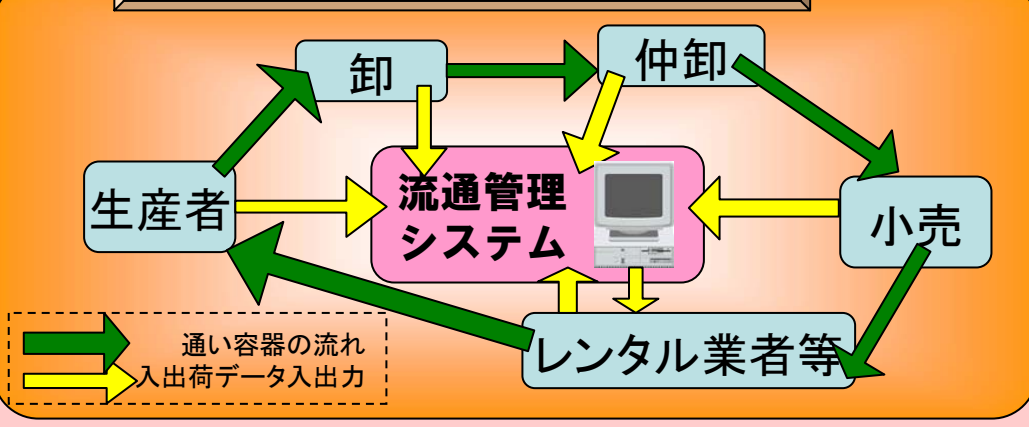 卸
仲卸
生産者
流通管理
システム
小売
レンタル業者等
通い容器の流れ
入出荷データ入出力